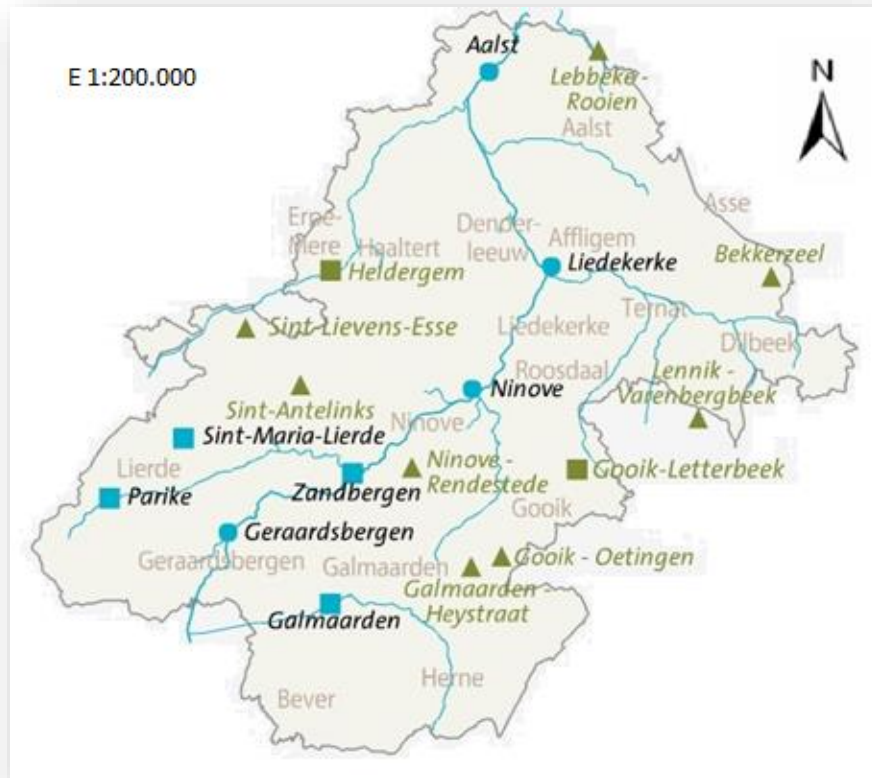 Aalst
E 1:200.000
Lebbeke -
Rooien
N
Aalst
Asse
Erpe-
Mere
Haaltert
Dender-
leeuw
Affligem
Bekkerzeel
Heldergem
Liedekerke
Ternat
Sint-Lievens-Esse
Liedekerke
Dilbeek
Roosdaal
Lennik -
Varenbergbeek
Ninove
Sint-Antelinks
Ninove
Sint-Maria-Lierde
Lierde
Ninove -
Rendestede
Gooik-Letterbeek
Parike
Zandbergen
Gooik
Geraardsbergen
Geraardsbergen
Galmaarden
Gooik - Oetingen
Galmaarden
Heystraat
Galmaarden
Herne
Bever